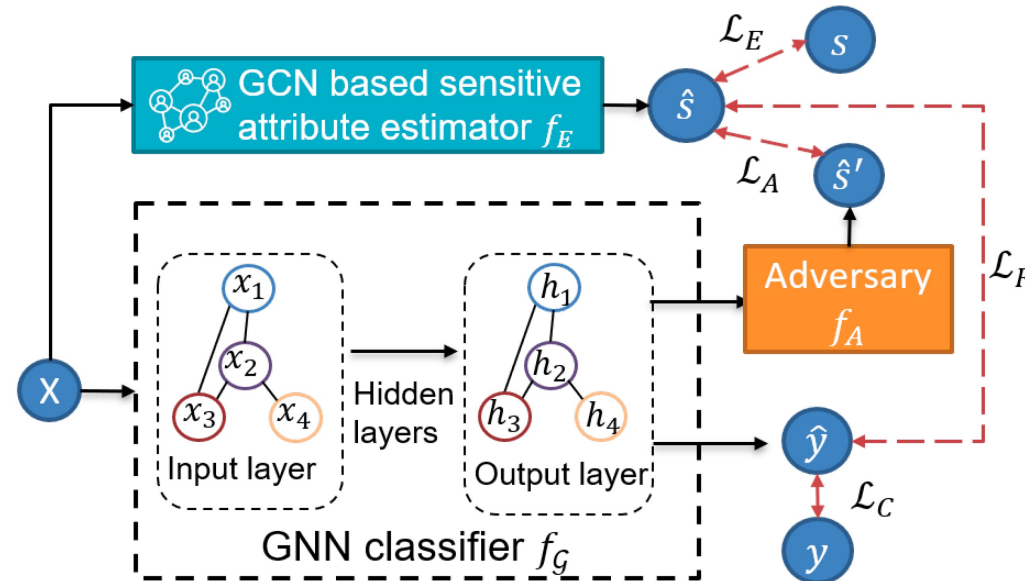 ℒ_E
s
GCN based sensitive
attribute estimator f_E
ŝ
ℒ_A
ŝ′
Adversary
f_A
x_1
x_2
x_3
x_4
Input layer
Hidden
layers
h_1
h_2
h_3
h_4
Output layer
X
ŷ
ℒ_C
y
GNN classifier f_𝒢